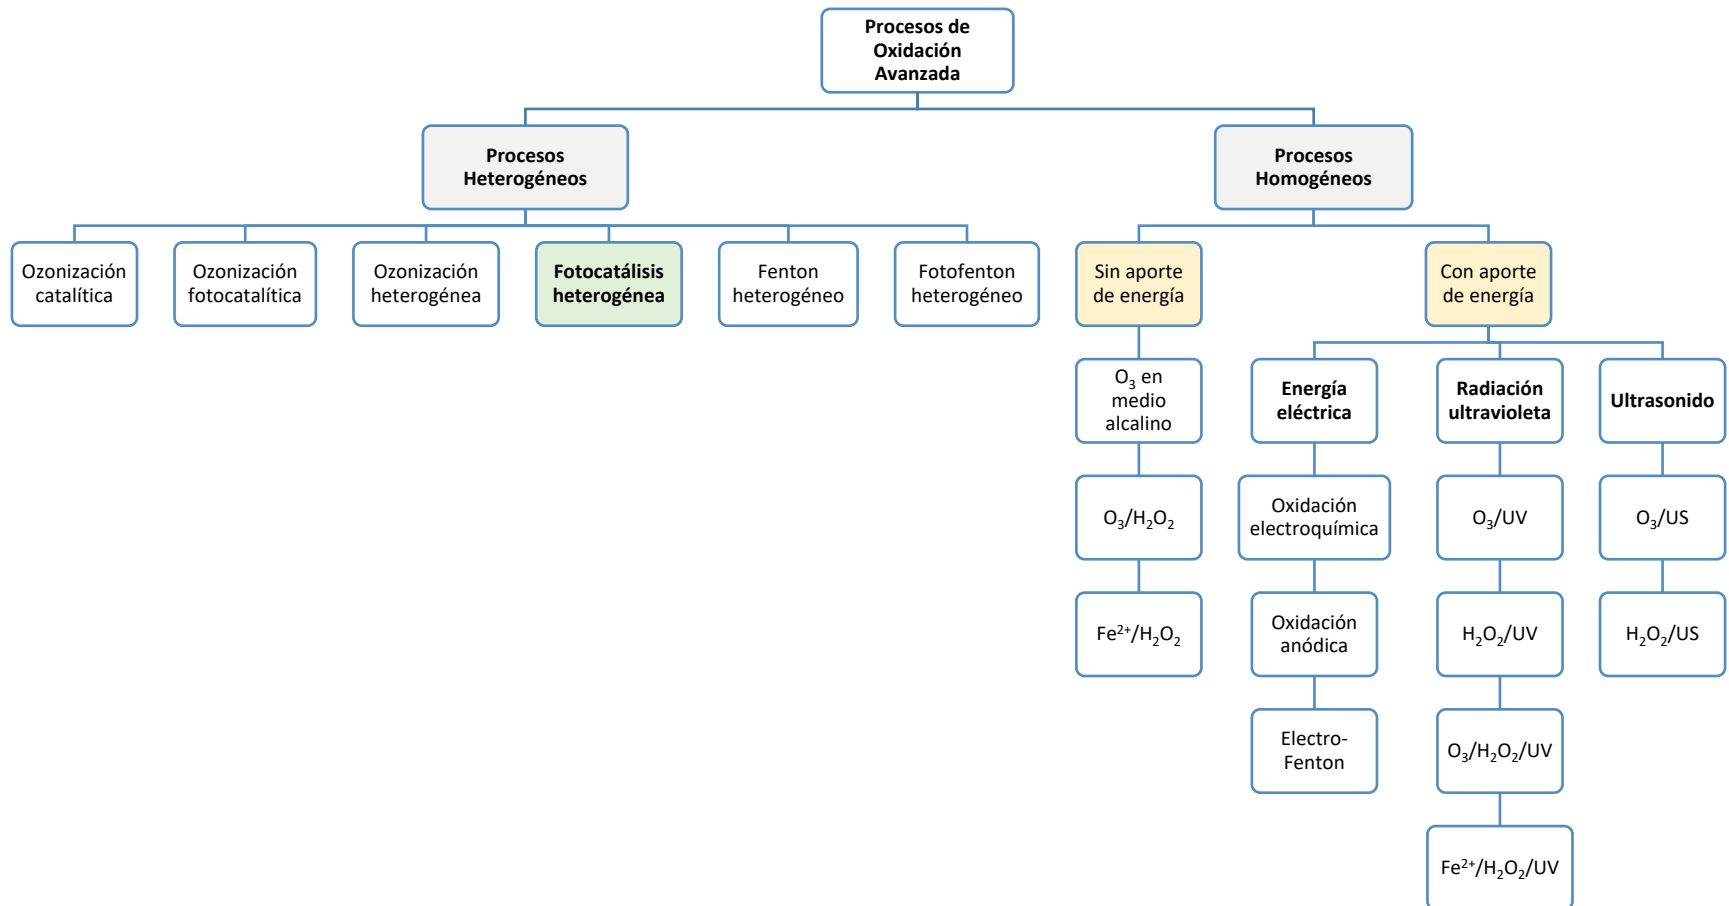 Procesos de
Oxidación
Avanzada
Procesos
Heterogéneos
Procesos
Homogéneos
Ozonización
catalítica
Ozonización
fotocatalítica
Ozonización
heterogénea
Fotocatálisis
heterogénea
Fenton
heterogéneo
Fotofenton
heterogéneo
Sin aporte
de energía
Con aporte
de energía
O₃ en
medio
alcalino
Energía
eléctrica
Radiación
ultravioleta
Ultrasonido
O₃/H₂O₂
Oxidación
electroquímica
O₃/UV
O₃/US
Fe²⁺/H₂O₂
Oxidación
anódica
H₂O₂/UV
H₂O₂/US
Electro-
Fenton
O₃/H₂O₂/UV
Fe²⁺/H₂O₂/UV